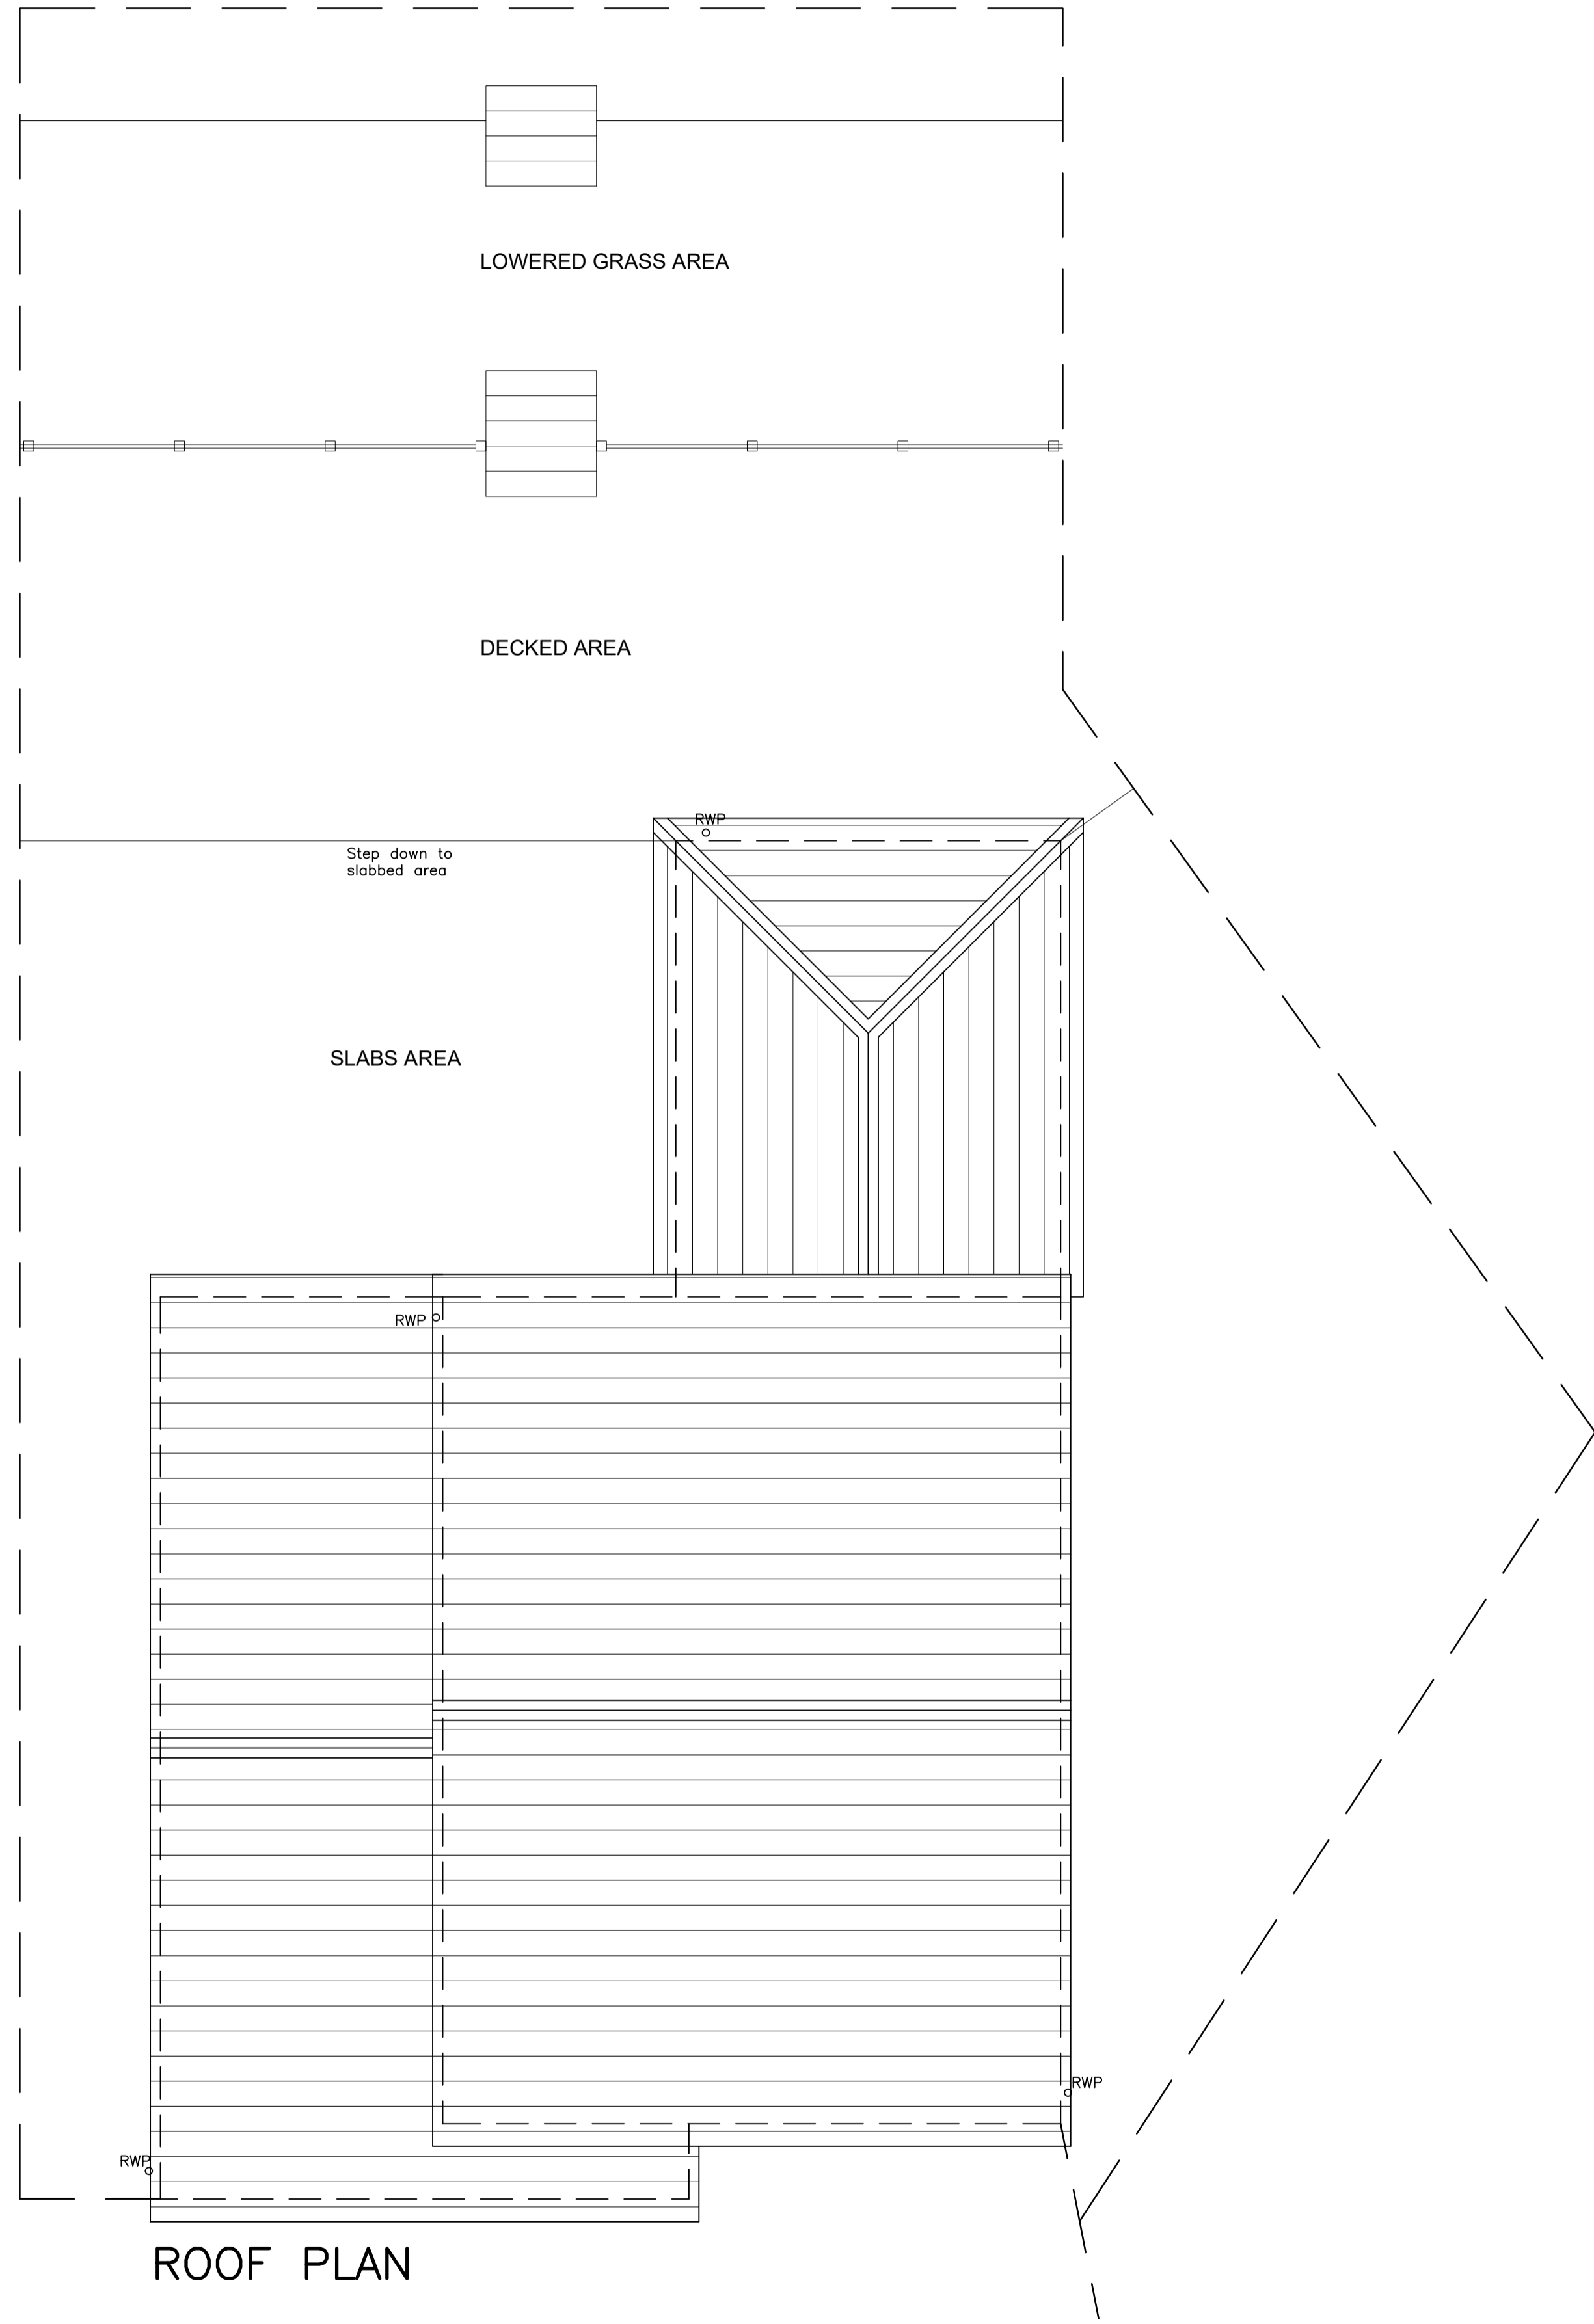 LOWERED GRASS AREA
DECKED AREA
RWP
Step down to
slabbed area
SLABS AREA
RWP
RWP
RWP
ROOF PLAN